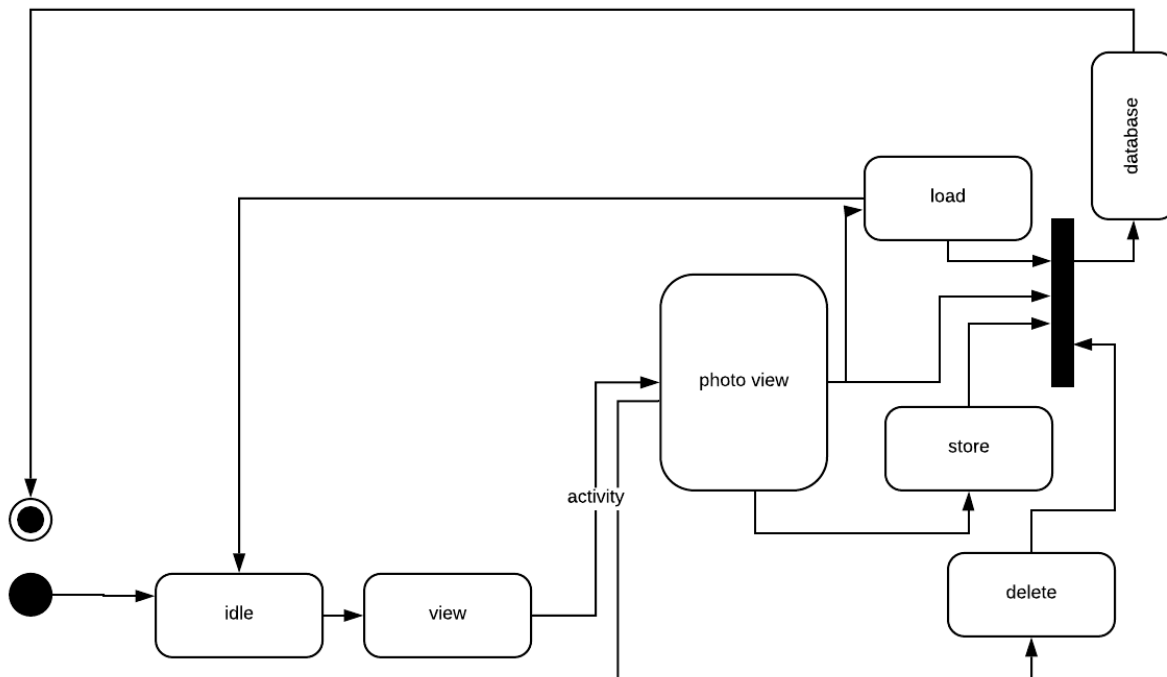 database
load
photo view
store
activity
delete
idle
view